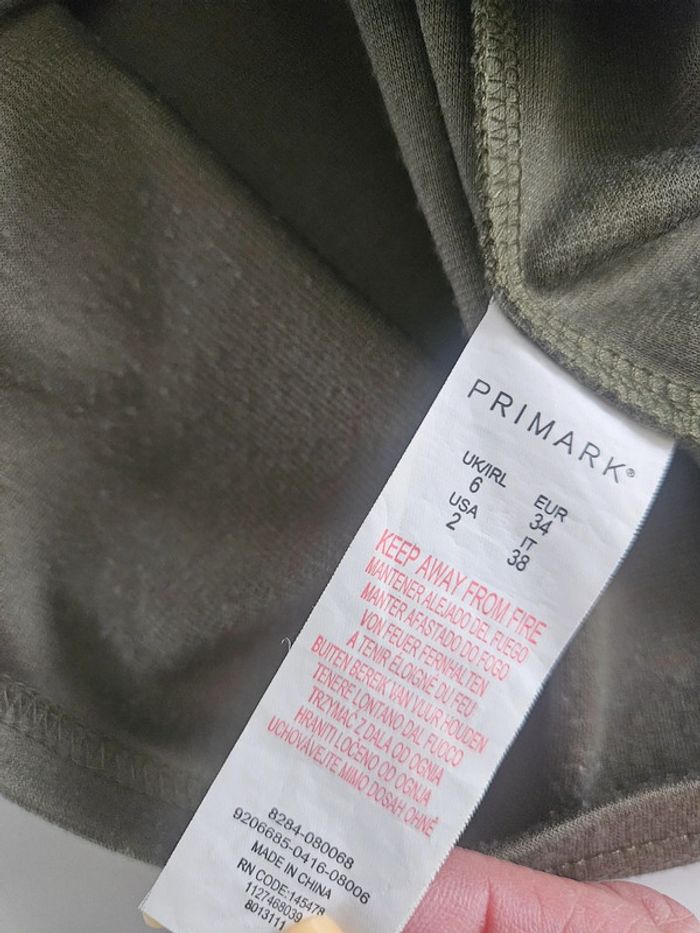 PRIMARK®
UK/IRL
6
EUR
34
USA
2
IT
38
KEEP AWAY FROM FIRE
MANTENER ALEJADO DEL FUEGO
MANTER AFASTADO DO FOGO
VON FEUER FERNHALTEN
A TENIR ÉLOIGNE DU FEU
BUITEN BEREIK VAN VUUR HOUDEN
TENERE LONTANO DAL FUOCO
TRZYMAĆ Z DALA OD OGNIA
HRANITI LOČENO OD OGNJA
UCHOVÁVEJTE MIMO DOSAH OHNĚ
8284-080068
9206685-0416-08006
MADE IN CHINA
RN CODE:145478
1127468039
8013111